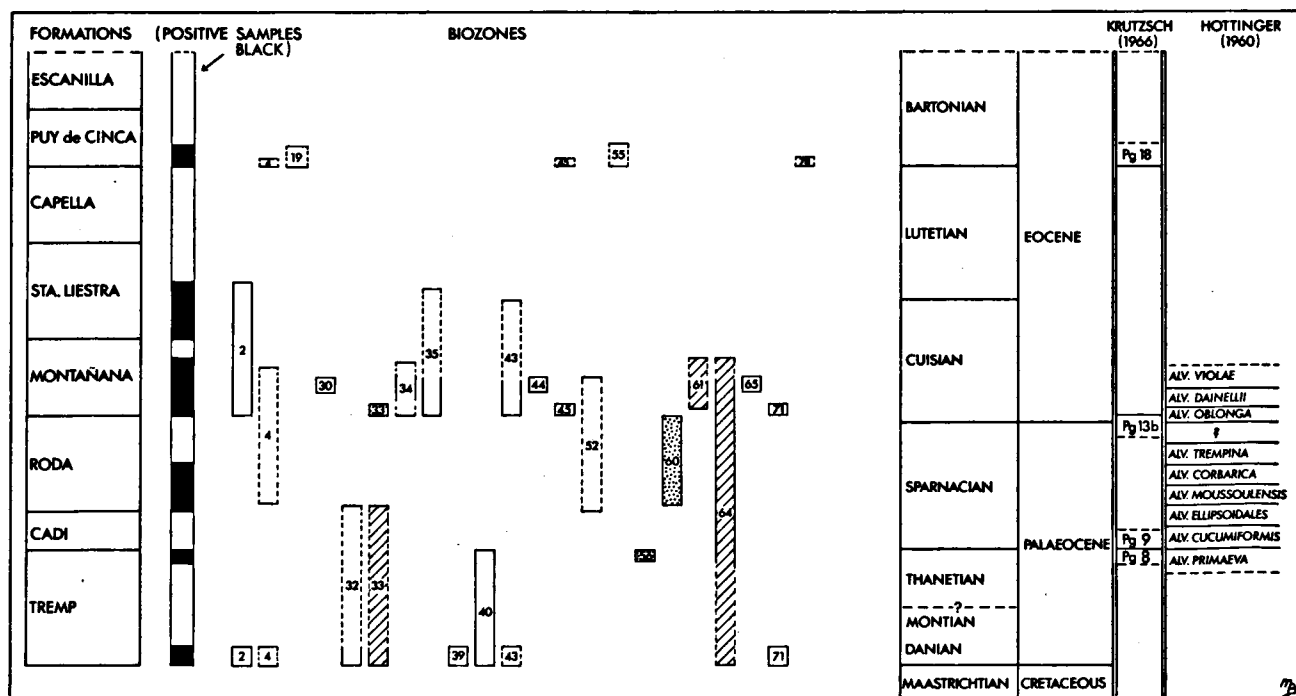 FORMATIONS
(POSITIVE SAMPLES
BLACK)
BIOZONES
KRUTZSCH
(1966)
HOTTINGER
(1960)
ESCANILLA
PUY de CINCA
CAPELLA
STA. LIESTRA
MONTAÑANA
RODA
CADI
TREMP
19
55
2
4
30
33
34
35
43
44
45
52
60
61
64
65
71
32
33
40
56
2
4
39
43
71
BARTONIAN
LUTETIAN
CUISIAN
SPARNACIAN
THANETIAN
?
MONTIAN
DANIAN
MAASTRICHTIAN
EOCENE
PALAEOCENE
CRETACEOUS
Pg 18
Pg 13b
Pg 9
Pg 8
ALV. VIOLAE
ALV. DAINELLII
ALV. OBLONGA
ALV. TREMPINA
ALV. CORBARICA
ALV. MOUSSOULENSIS
ALV. ELLIPSOIDALES
ALV. CUCUMIFORMIS
ALV. PRIMAEVA